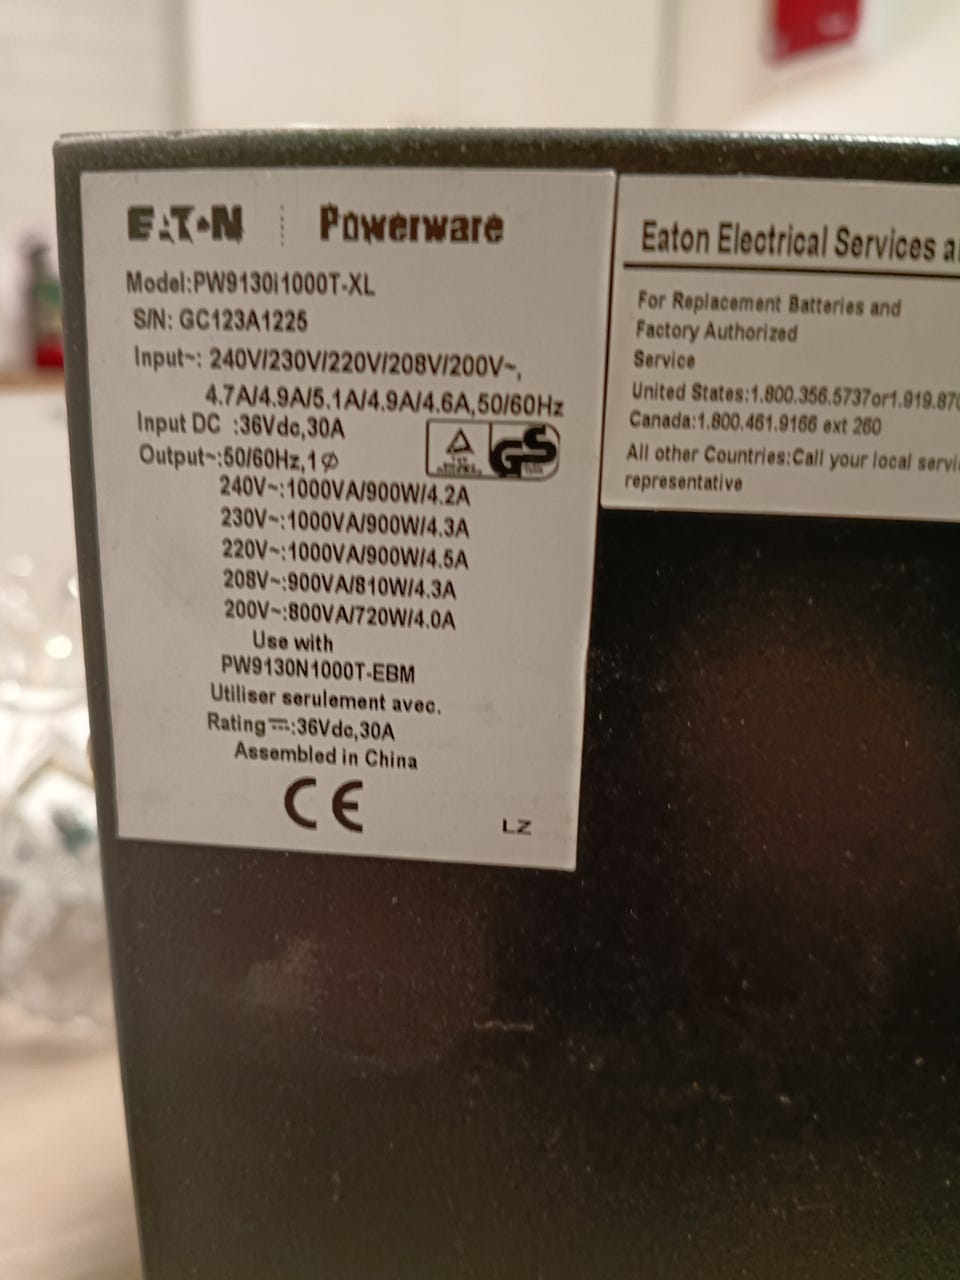 EATON Powerware
Model:PW9130i1000T-XL
S/N: GC123A1225
Input~: 240V/230V/220V/208V/200V~,
4.7A/4.9A/5.1A/4.9A/4.6A,50/60Hz
Input DC :36Vdc,30A
Output~:50/60Hz,1⌀
240V~:1000VA/900W/4.2A
230V~:1000VA/900W/4.3A
220V~:1000VA/900W/4.5A
208V~:900VA/810W/4.3A
200V~:800VA/720W/4.0A
Use with
PW9130N1000T-EBM
Utiliser serulement avec.
Rating⎓:36Vdc,30A
Assembled in China
CE
LZ
GS
Eaton Electrical Services a
For Replacement Batteries and
Factory Authorized
Service
United States:1.800.356.5737or1.919.870
Canada:1.800.461.9166 ext 260
All other Countries:Call your local servi
representative